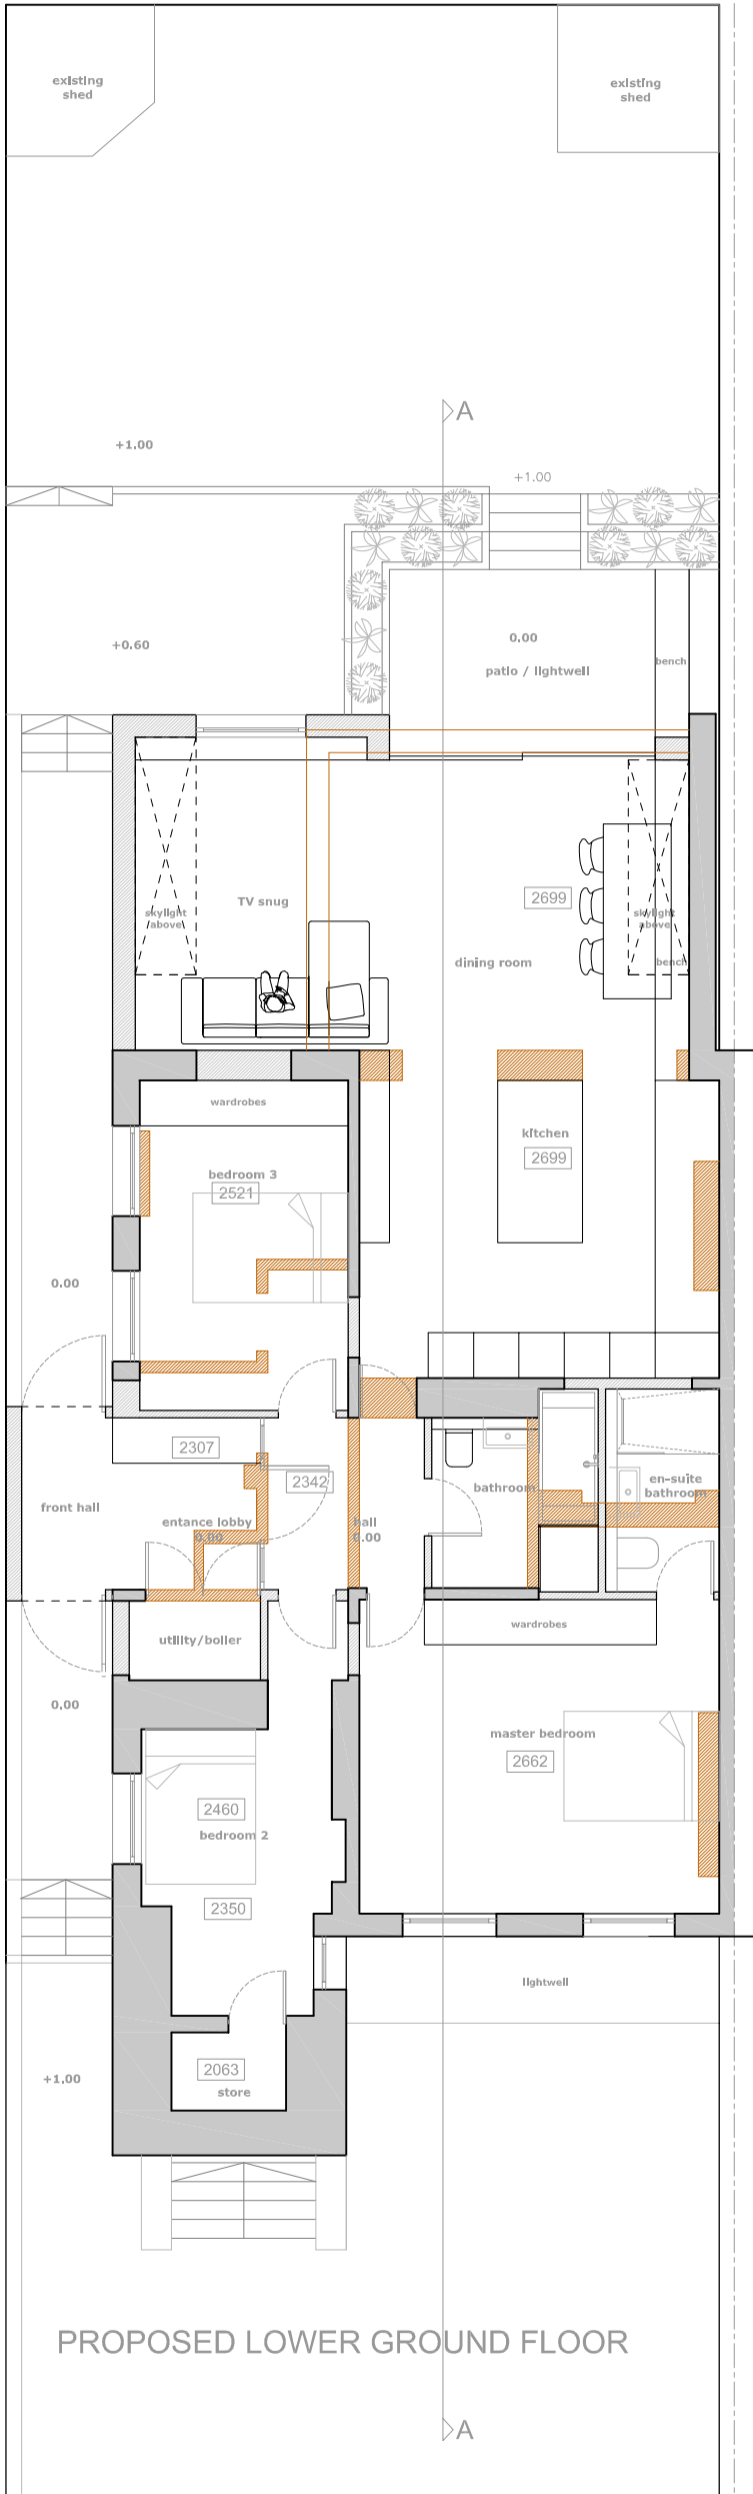 existing
shed
existing
shed
A
+1.00
+1.00
+0.60
0.00
patio / lightwell
bench
TV snug
2699
skylight
above
skylight
above
dining room
bench
wardrobes
kitchen
2699
bedroom 3
2521
0.00
2307
2342
front hall
entance lobby
0.00
hall
0.00
bathroom
en-suite
bathroom
utility/boiler
wardrobes
0.00
master bedroom
2662
2460
bedroom 2
2350
lightwell
2063
store
+1.00
PROPOSED LOWER GROUND FLOOR
A